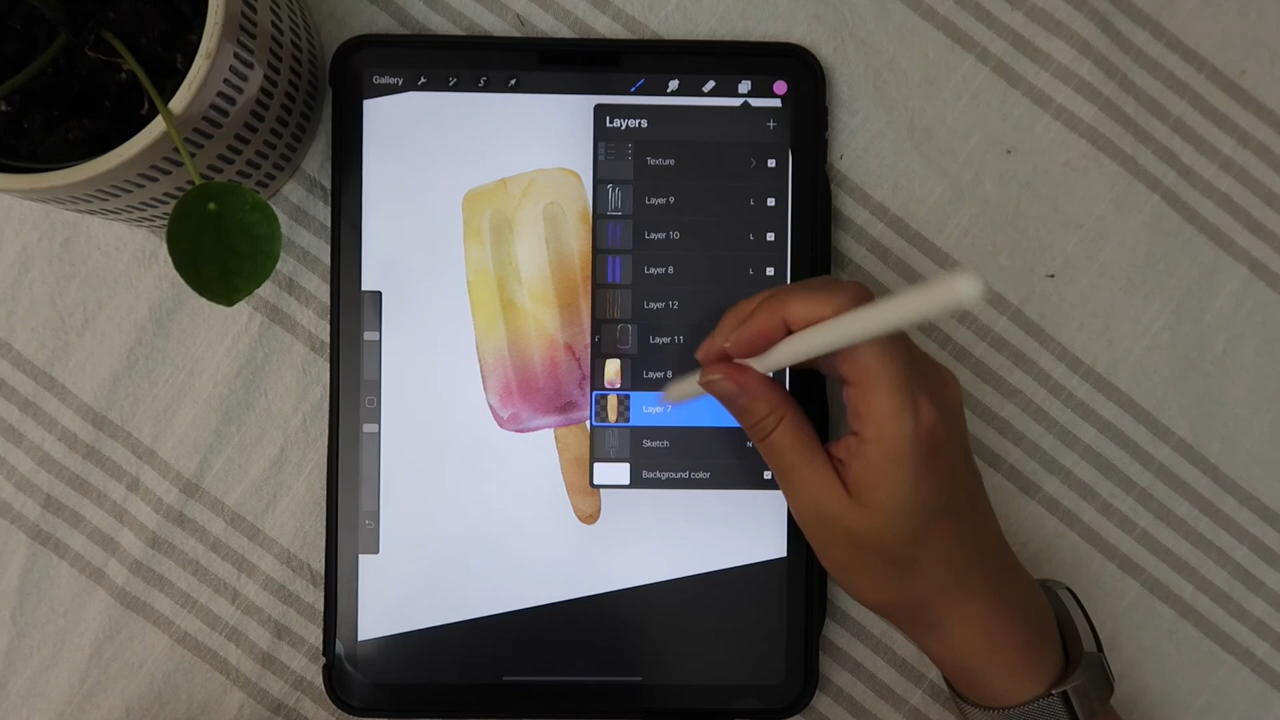 Gallery
Layers
Texture
Layer 9 L
Layer 10 L
Layer 8 L
Layer 12
Layer 11
Layer 8
Layer 7
Sketch N
Background color